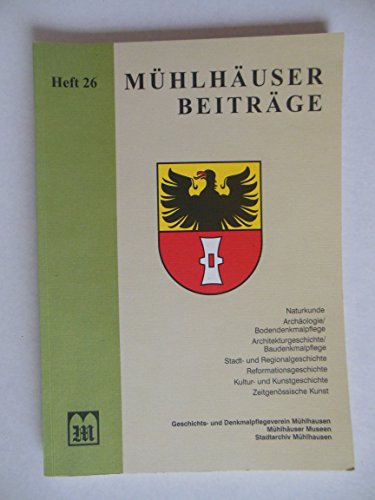 Heft 26
MÜHLHÄUSER
BEITRÄGE
Naturkunde
Archäologie/
Bodendenkmalpflege
Architekturgeschichte/
Baudenkmalpflege
Stadt- und Regionalgeschichte
Reformationsgeschichte
Kultur- und Kunstgeschichte
Zeitgenössische Kunst
Geschichts- und Denkmalpflegeverein Mühlhausen
Mühlhäuser Museen
Stadtarchiv Mühlhausen
M